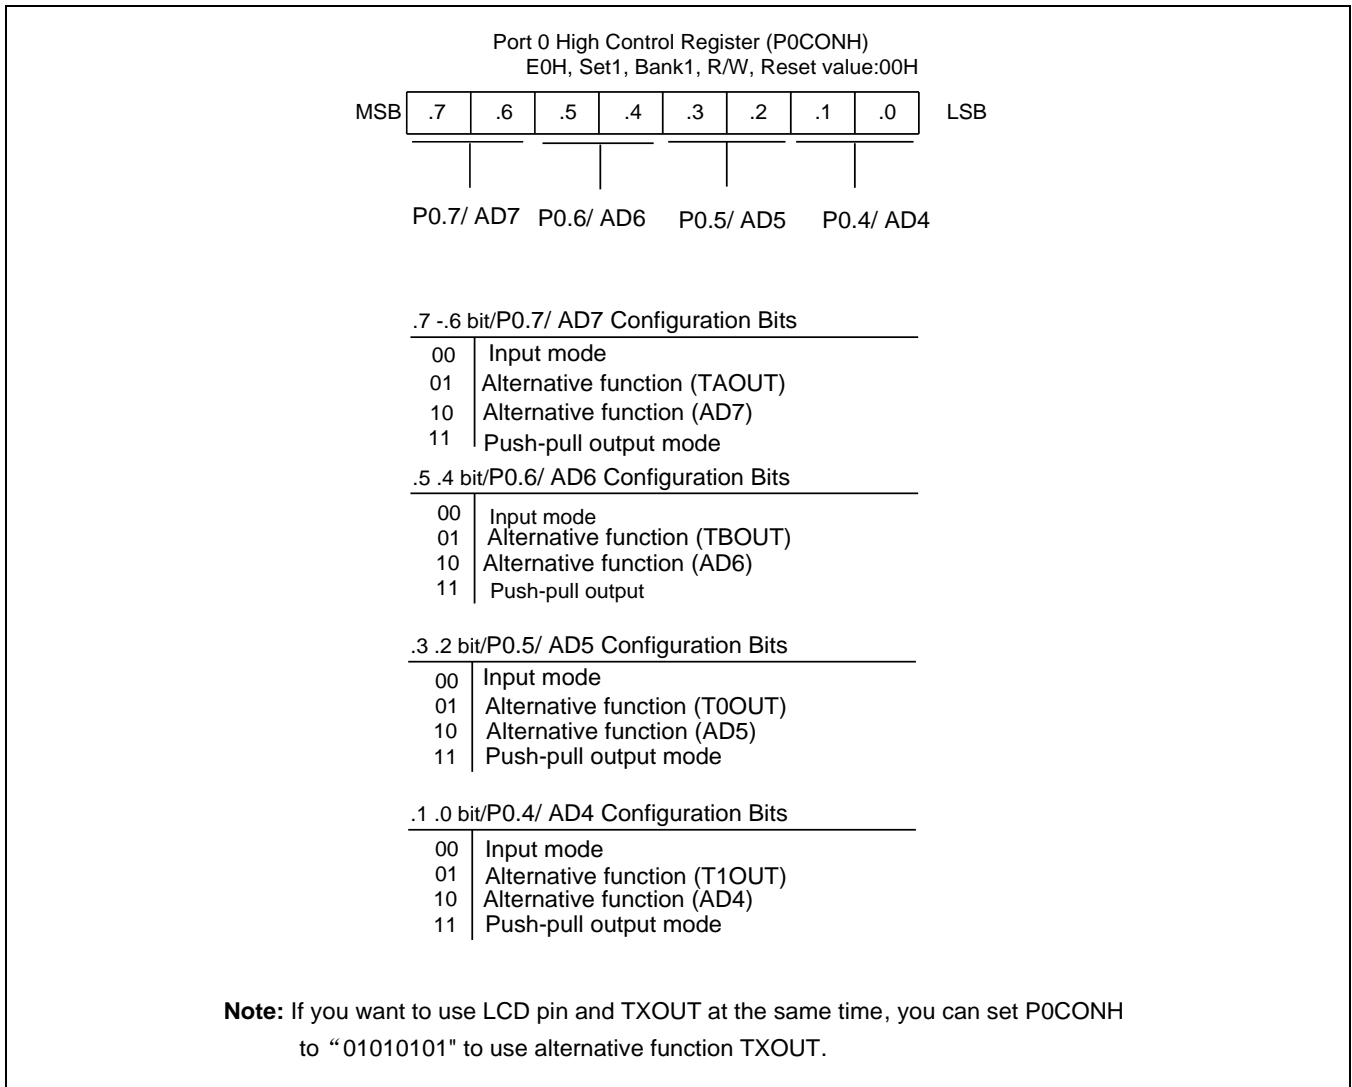 Port 0 High Control Register (P0CONH)
E0H, Set1, Bank1, R/W, Reset value:00H
MSB .7 .6 .5 .4 .3 .2 .1 .0 LSB
P0.7/ AD7 P0.6/ AD6 P0.5/ AD5 P0.4/ AD4
.7 -.6 bit/P0.7/ AD7 Configuration Bits
00 Input mode
01 Alternative function (TAOUT)
10 Alternative function (AD7)
11 Push-pull output mode
.5 .4 bit/P0.6/ AD6 Configuration Bits
00 Input mode
01 Alternative function (TBOUT)
10 Alternative function (AD6)
11 Push-pull output
.3 .2 bit/P0.5/ AD5 Configuration Bits
00 Input mode
01 Alternative function (T0OUT)
10 Alternative function (AD5)
11 Push-pull output mode
.1 .0 bit/P0.4/ AD4 Configuration Bits
00 Input mode
01 Alternative function (T1OUT)
10 Alternative function (AD4)
11 Push-pull output mode
Note: If you want to use LCD pin and TXOUT at the same time, you can set P0CONH
to “01010101" to use alternative function TXOUT.